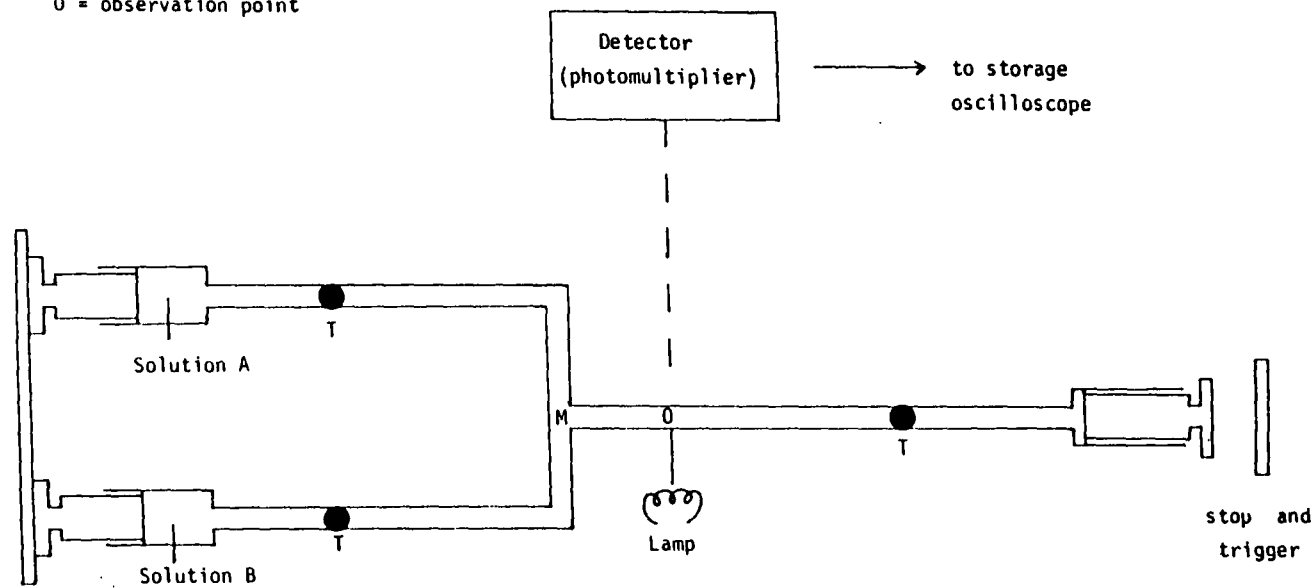 O = observation point
Detector
(photomultiplier)
to storage
oscilloscope
T
Solution A
M
O
T
T
Lamp
stop and
trigger
Solution B